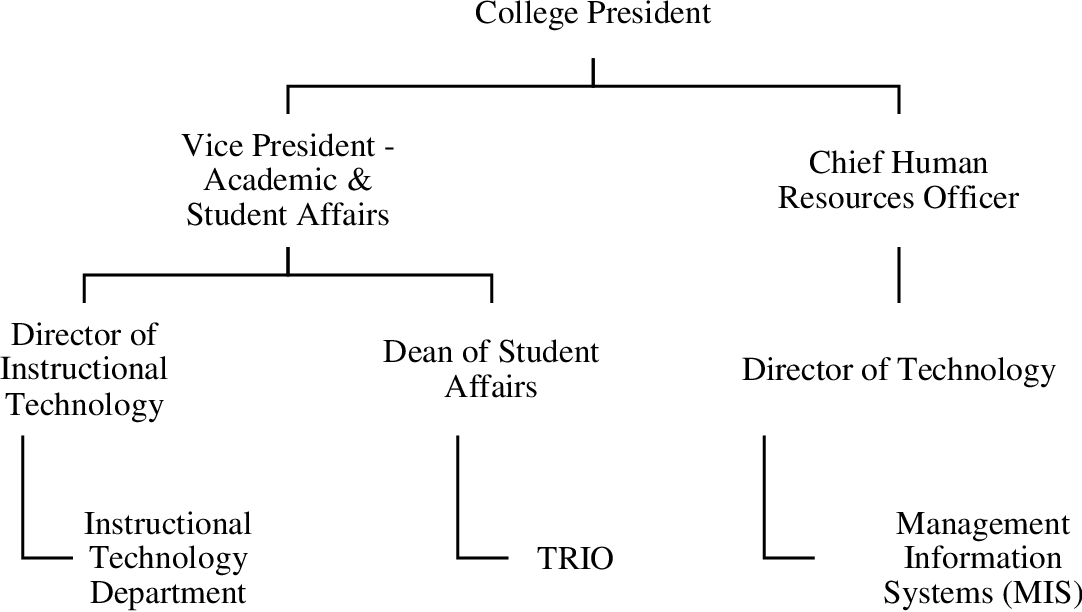 College President
Vice President -
Academic &
Student Affairs
Chief Human
Resources Officer
Director of
Instructional
Technology
Dean of Student
Affairs
Director of Technology
Instructional
Technology
Department
TRIO
Management
Information
Systems (MIS)